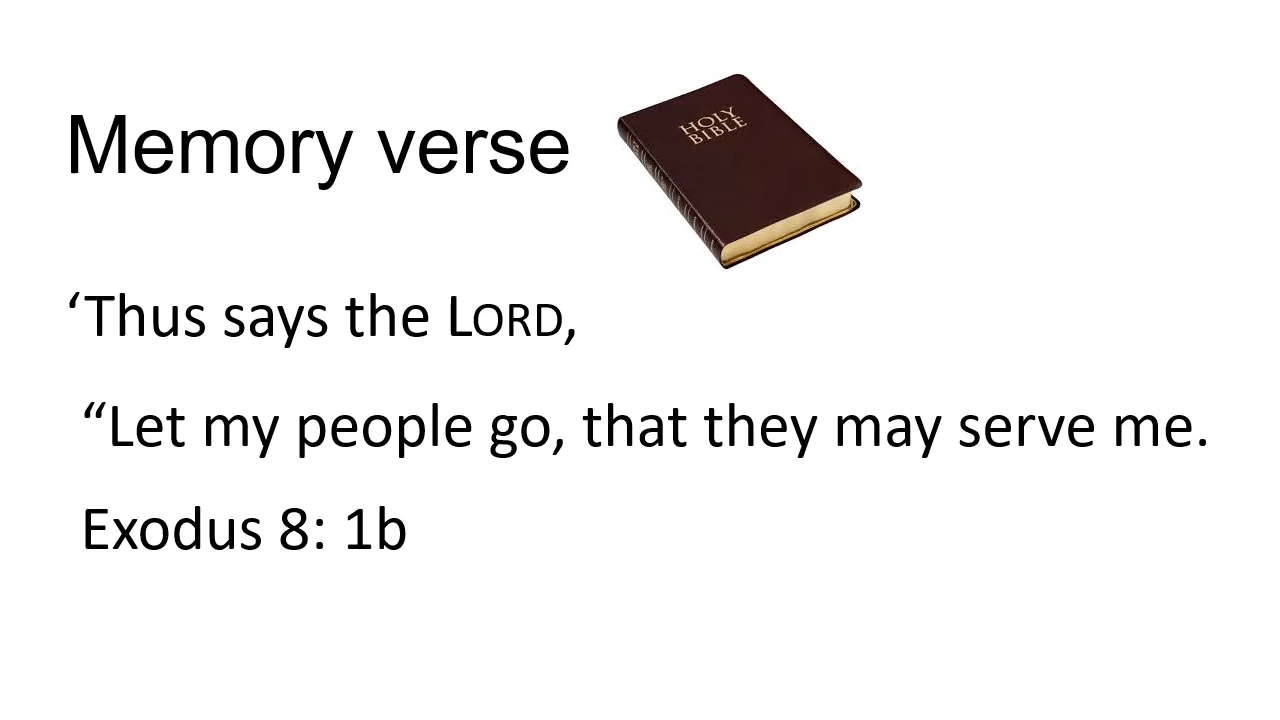 Memory verse
HOLY
BIBLE
‘Thus says the LORD,
“Let my people go, that they may serve me.
Exodus 8: 1b